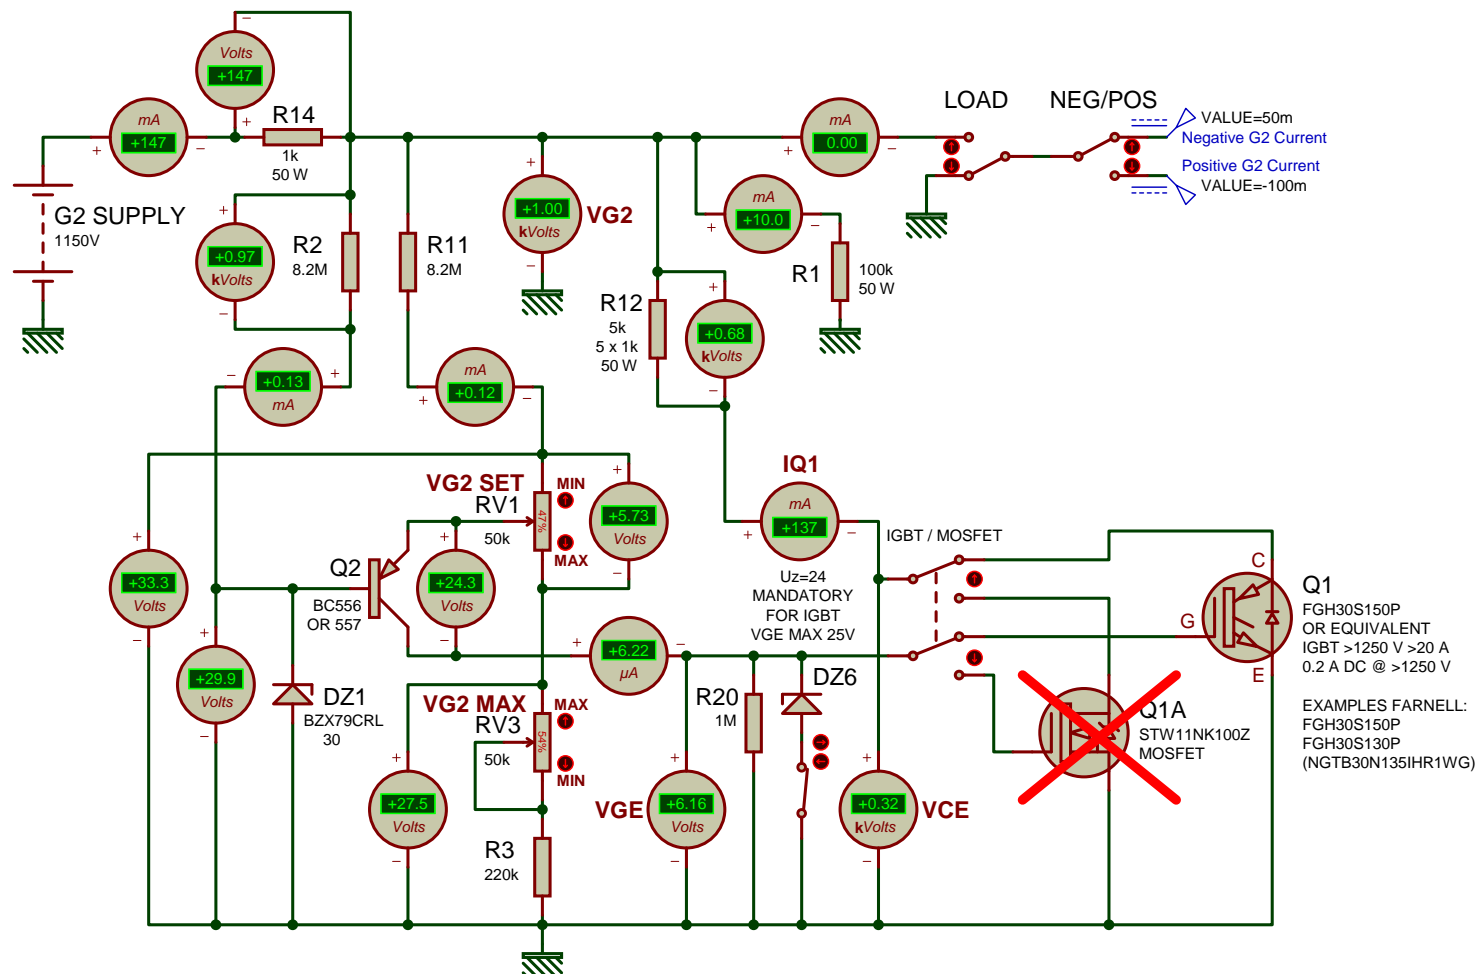 Volts
+147
mA
+147
R14
1k
50 W
G2 SUPPLY
1150V
+0.97
kVolts
R2
8.2M
R11
8.2M
+1.00
kVolts
VG2
mA
0.00
LOAD
NEG/POS
VALUE=50m
Negative G2 Current
Positive G2 Current
VALUE=-100m
mA
+10.0
R1
100k
50 W
R12
5k
5 x 1k
50 W
+0.68
kVolts
+0.13
mA
mA
+0.12
VG2 SET
RV1
50k
47%
MIN
MAX
+5.73
Volts
IQ1
mA
+137
IGBT / MOSFET
Uz=24
MANDATORY
FOR IGBT
VGE MAX 25V
+33.3
Volts
Q2
BC556
OR 557
+24.3
Volts
+6.22
µA
+29.9
Volts
DZ1
BZX79CRL
30
VG2 MAX
RV3
50k
54%
MAX
MIN
+27.5
Volts
R3
220k
VGE
+6.16
Volts
R20
1M
DZ6
+0.32
kVolts
VCE
C
G
E
Q1
FGH30S150P
OR EQUIVALENT
IGBT >1250 V >20 A
0.2 A DC @ >1250 V
Q1A
STW11NK100Z
MOSFET
EXAMPLES FARNELL:
FGH30S150P
FGH30S130P
(NGTB30N135IHR1WG)